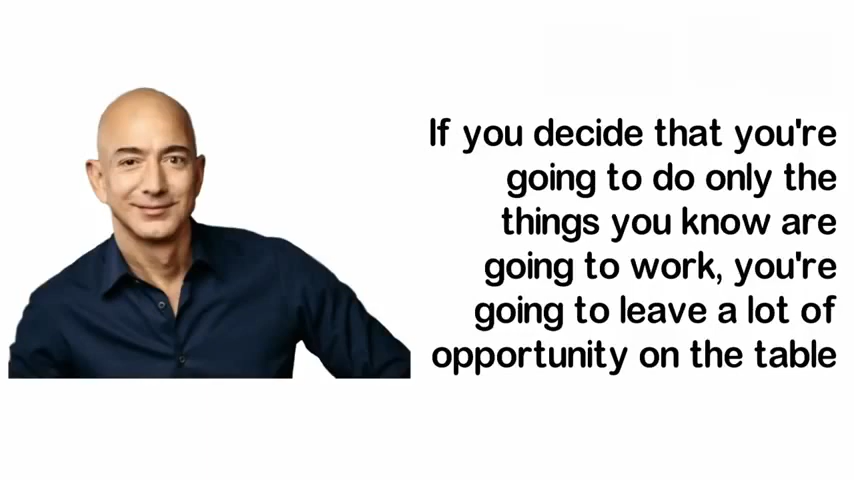 If you decide that you're
going to do only the
things you know are
going to work, you're
going to leave a lot of
opportunity on the table